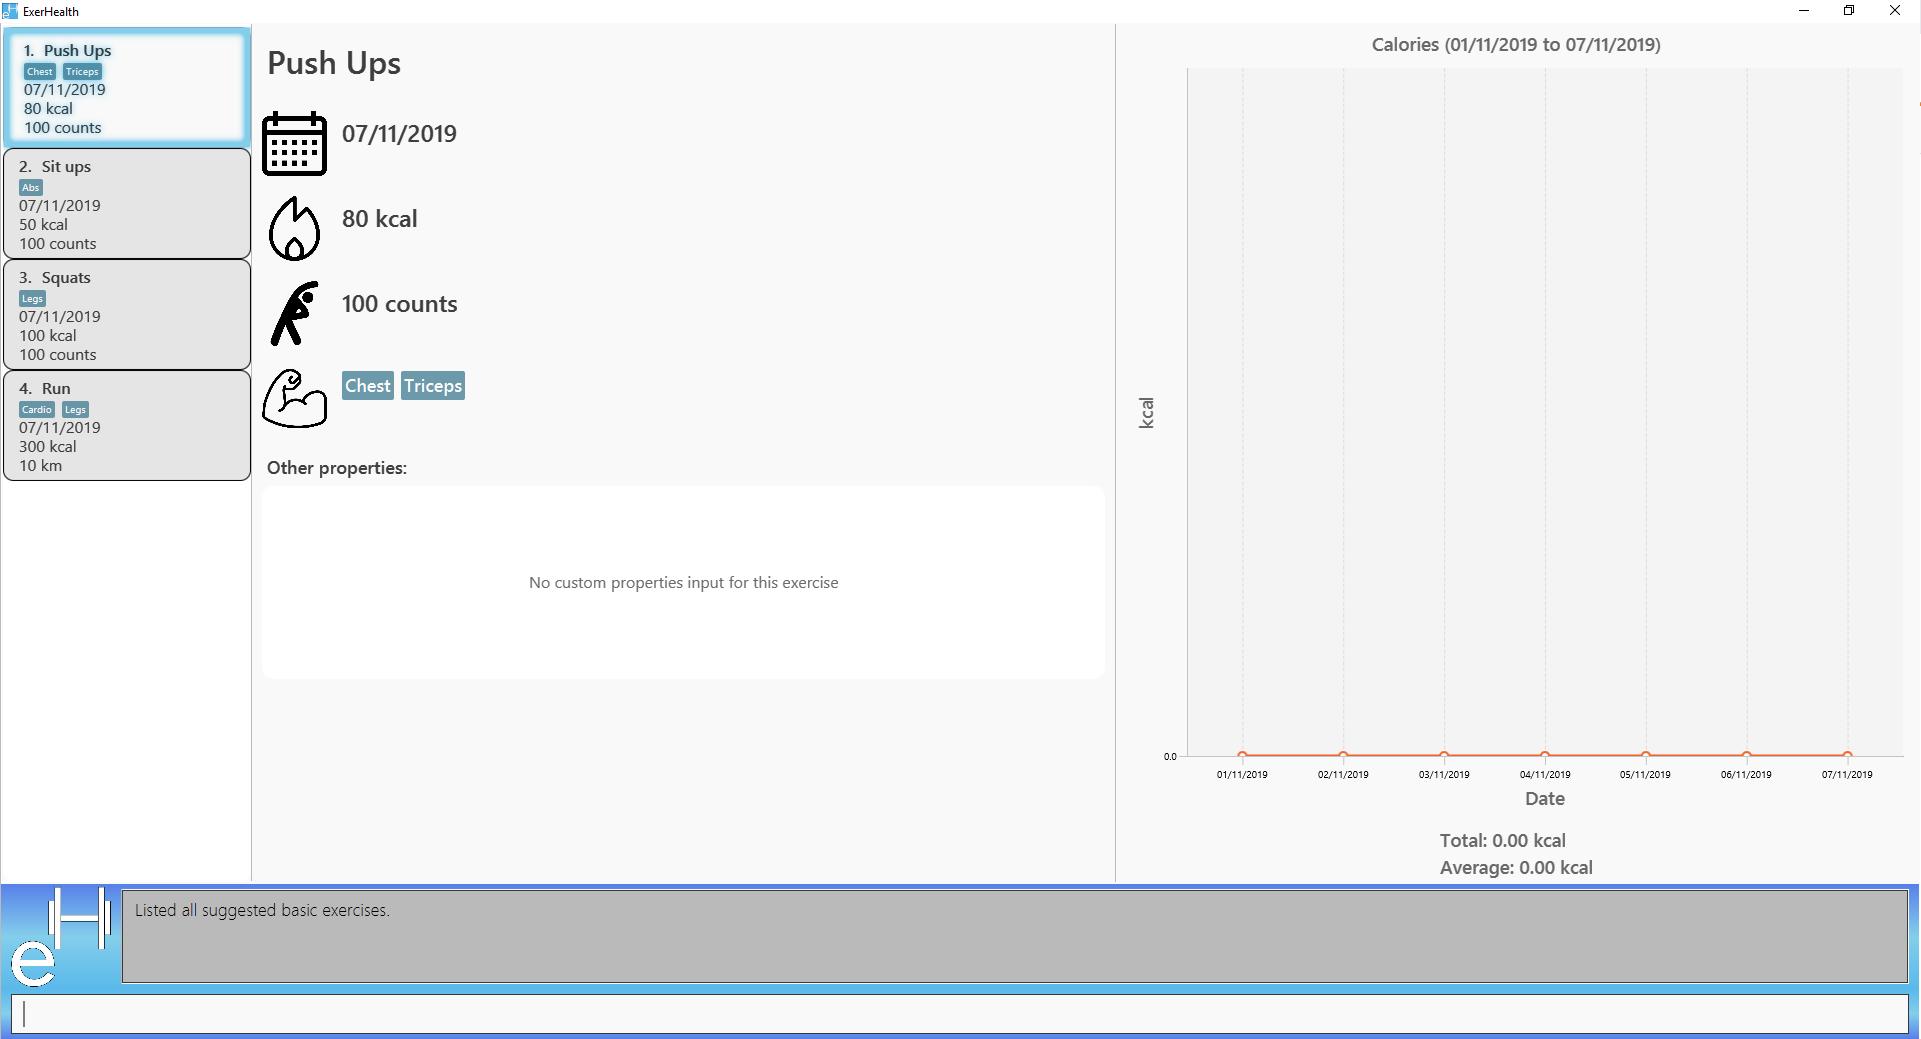 ExerHealth
1. Push Ups
Chest Triceps
07/11/2019
80 kcal
100 counts
2. Sit ups
Abs
07/11/2019
50 kcal
100 counts
3. Squats
Legs
07/11/2019
100 kcal
100 counts
4. Run
Cardio Legs
07/11/2019
300 kcal
10 km
Push Ups
07/11/2019
80 kcal
100 counts
Chest Triceps
Other properties:
No custom properties input for this exercise
Calories (01/11/2019 to 07/11/2019)
kcal
0.0
01/11/2019 02/11/2019 03/11/2019 04/11/2019 05/11/2019 06/11/2019 07/11/2019
Date
Total: 0.00 kcal
Average: 0.00 kcal
eH
Listed all suggested basic exercises.